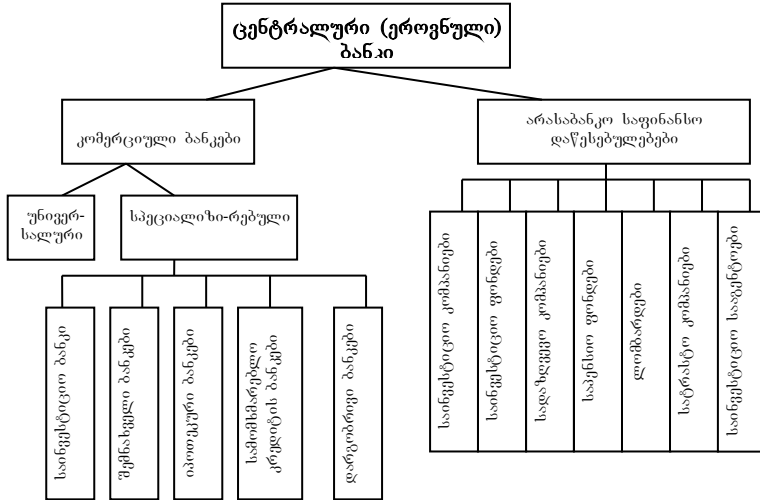 ცენტრალური (ეროვნული)
ბანკი
კომერციული ბანკები
არასაბანკო საფინანსო
დაწესებულებები
უნივერ-
სალური
სპეციალიზი-რებული
საინვესტიციო ბანკი
შემნახველი ბანკები
იპოთეკური ბანკები
სამომხმარებლო
კრედიტის ბანკები
დარგობრივი ბანკები
საინვესტიციო კომპანიები
საინვესტიციო ფონდები
სადაზღვევო კომპანიები
საპენსიო ფონდები
ლომბარდები
სატრასტო კომპანიები
საინვესტიციო სააგენტოები